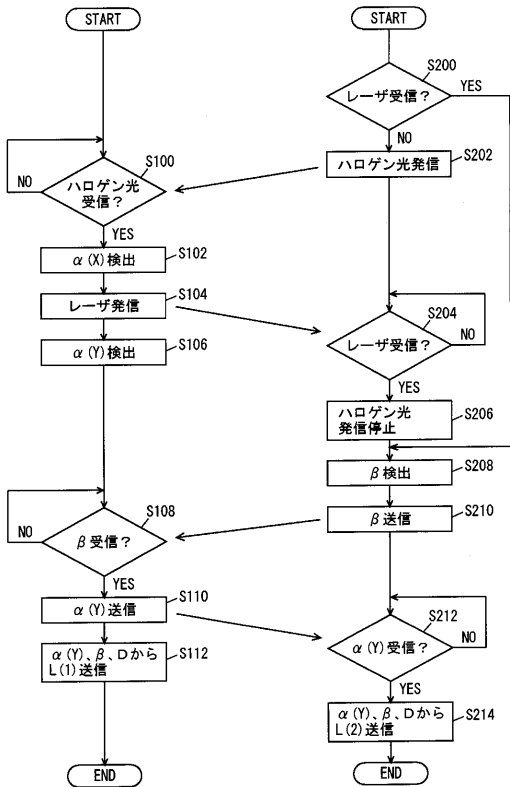 START
S100
ハロゲン光
受信?
NO
YES
α(X)検出
S102
レーザ発信
S104
α(Y)検出
S106
S108
β受信?
NO
YES
α(Y)送信
S110
α(Y)、β、Dから
L(1)送信
S112
END
START
S200
レーザ受信?
YES
NO
ハロゲン光発信
S202
S204
レーザ受信?
NO
YES
ハロゲン光
発信停止
S206
β検出
S208
β送信
S210
S212
α(Y)受信?
NO
YES
α(Y)、β、Dから
L(2)送信
S214
END